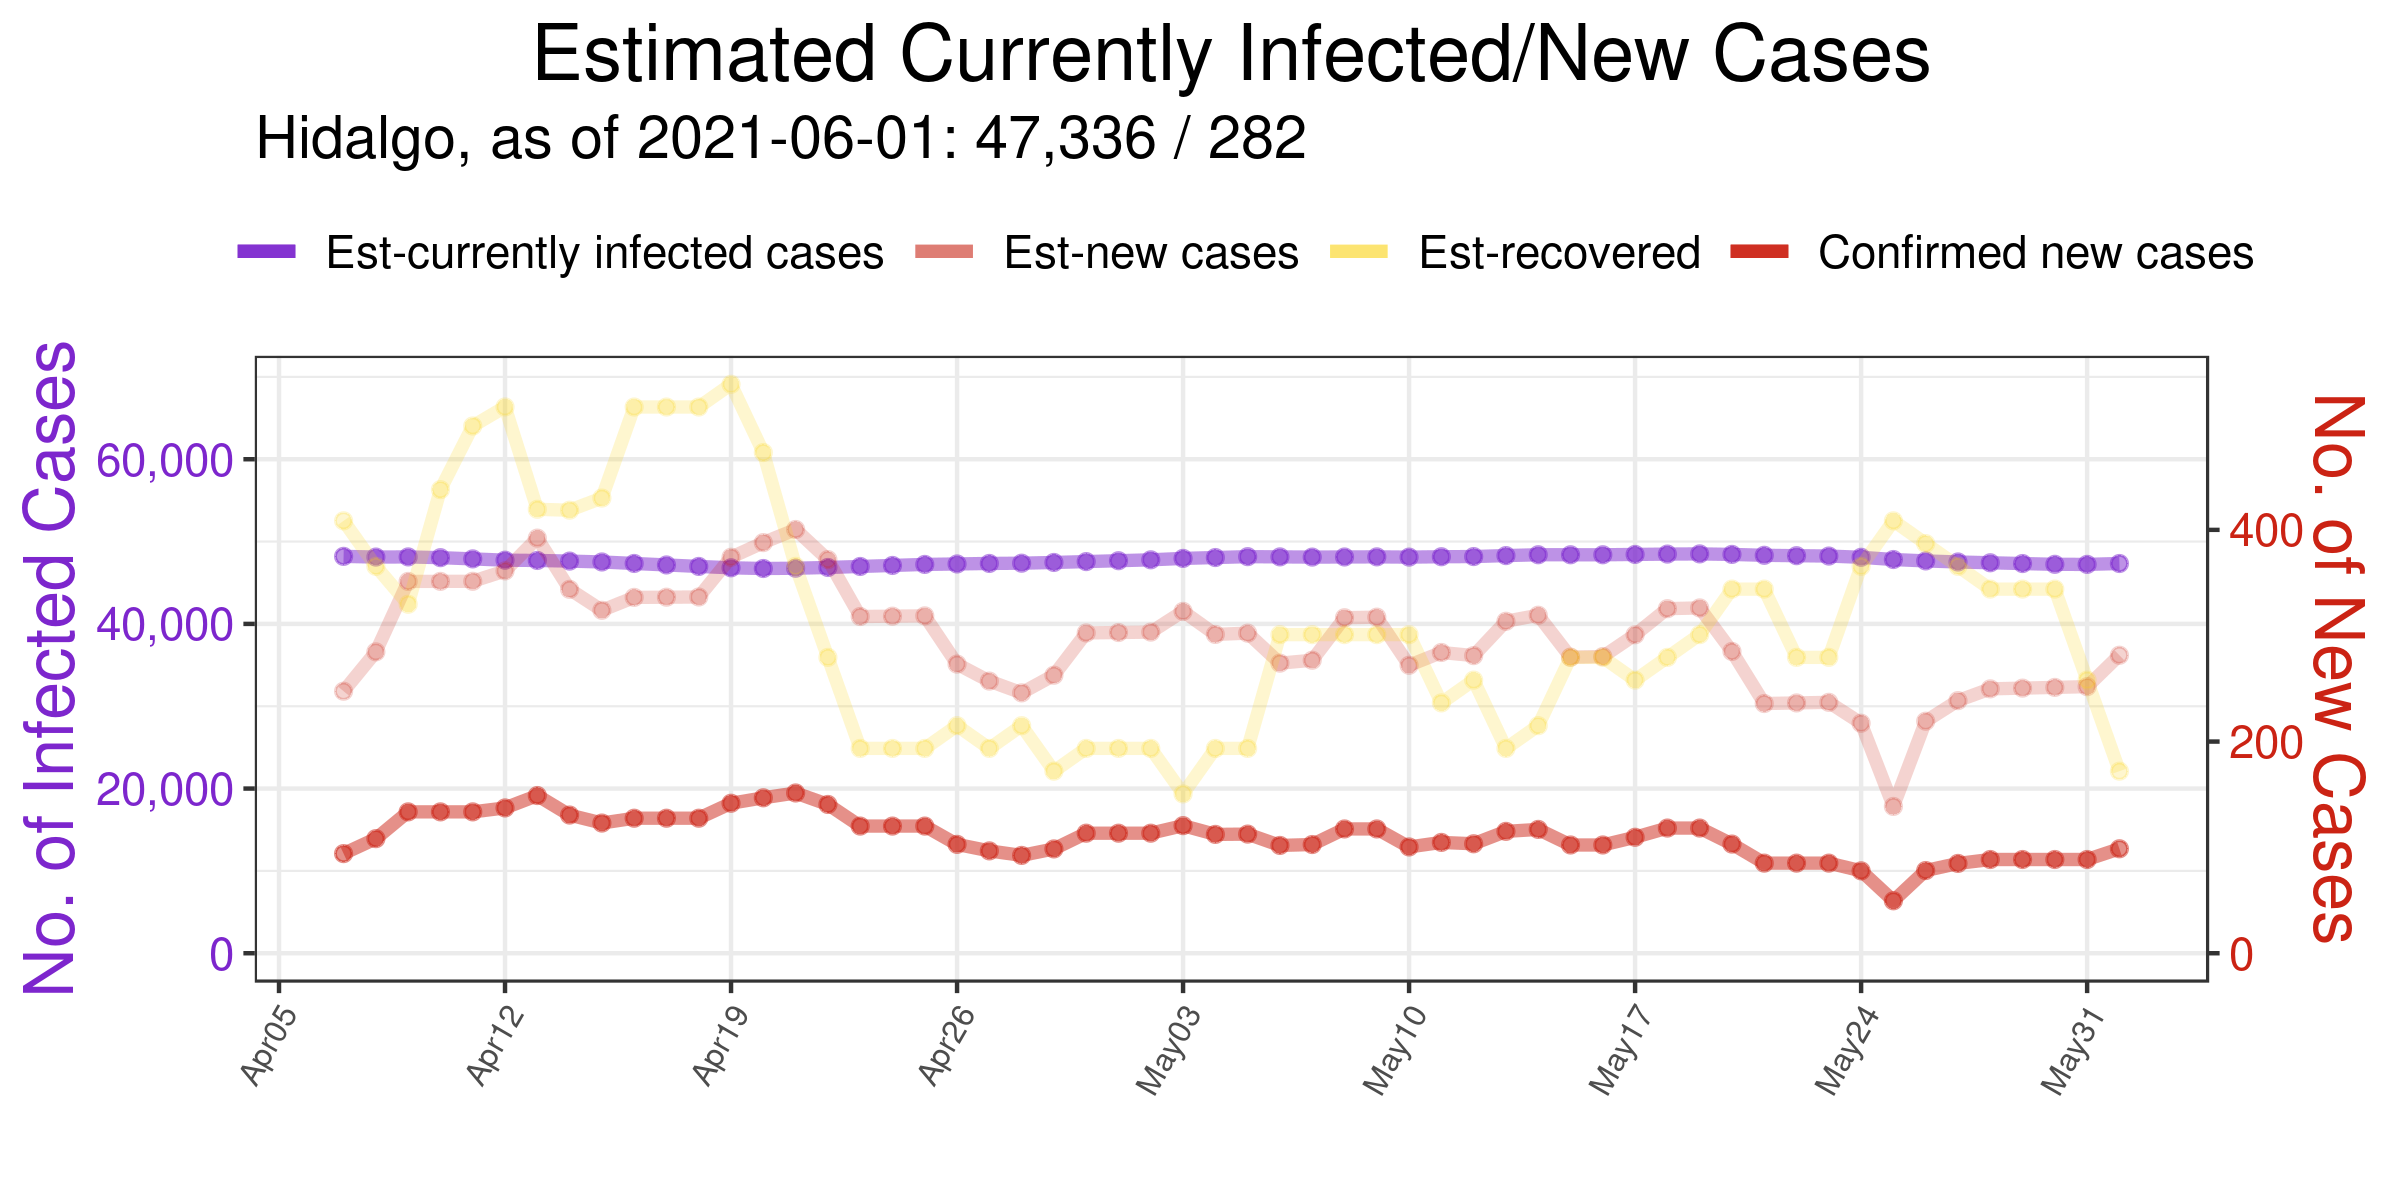 Estimated Currently Infected/New Cases
Hidalgo, as of 2021-06-01: 47,336 / 282
Est-currently infected cases Est-new cases Est-recovered Confirmed new cases
No. of Infected Cases
60,000
40,000
20,000
0
No. of New Cases
400
200
0
Apr05 Apr12 Apr19 Apr26 May03 May10 May17 May24 May31